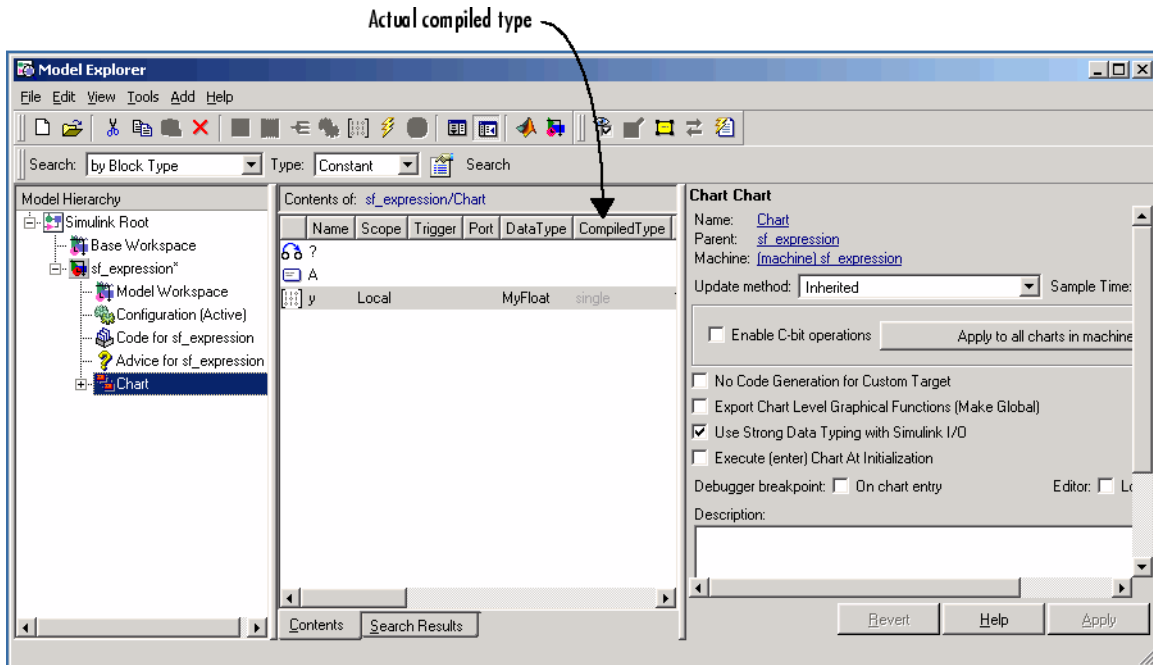 Actual compiled type
Model Explorer
File Edit View Tools Add Help
Search: by Block Type Type: Constant Search
Model Hierarchy
Simulink Root
Base Workspace
sf_expression*
Model Workspace
Configuration (Active)
Code for sf_expression
Advice for sf_expression
Chart
Contents of: sf_expression/Chart
Name Scope Trigger Port DataType CompiledType
?
A
y Local MyFloat single
Contents Search Results
Chart Chart
Name: Chart
Parent: sf_expression
Machine: (machine) sf_expression
Update method: Inherited Sample Time:
Enable C-bit operations Apply to all charts in machine
No Code Generation for Custom Target
Export Chart Level Graphical Functions (Make Global)
Use Strong Data Typing with Simulink I/O
Execute (enter) Chart At Initialization
Debugger breakpoint: On chart entry Editor:
Description:
Revert Help Apply